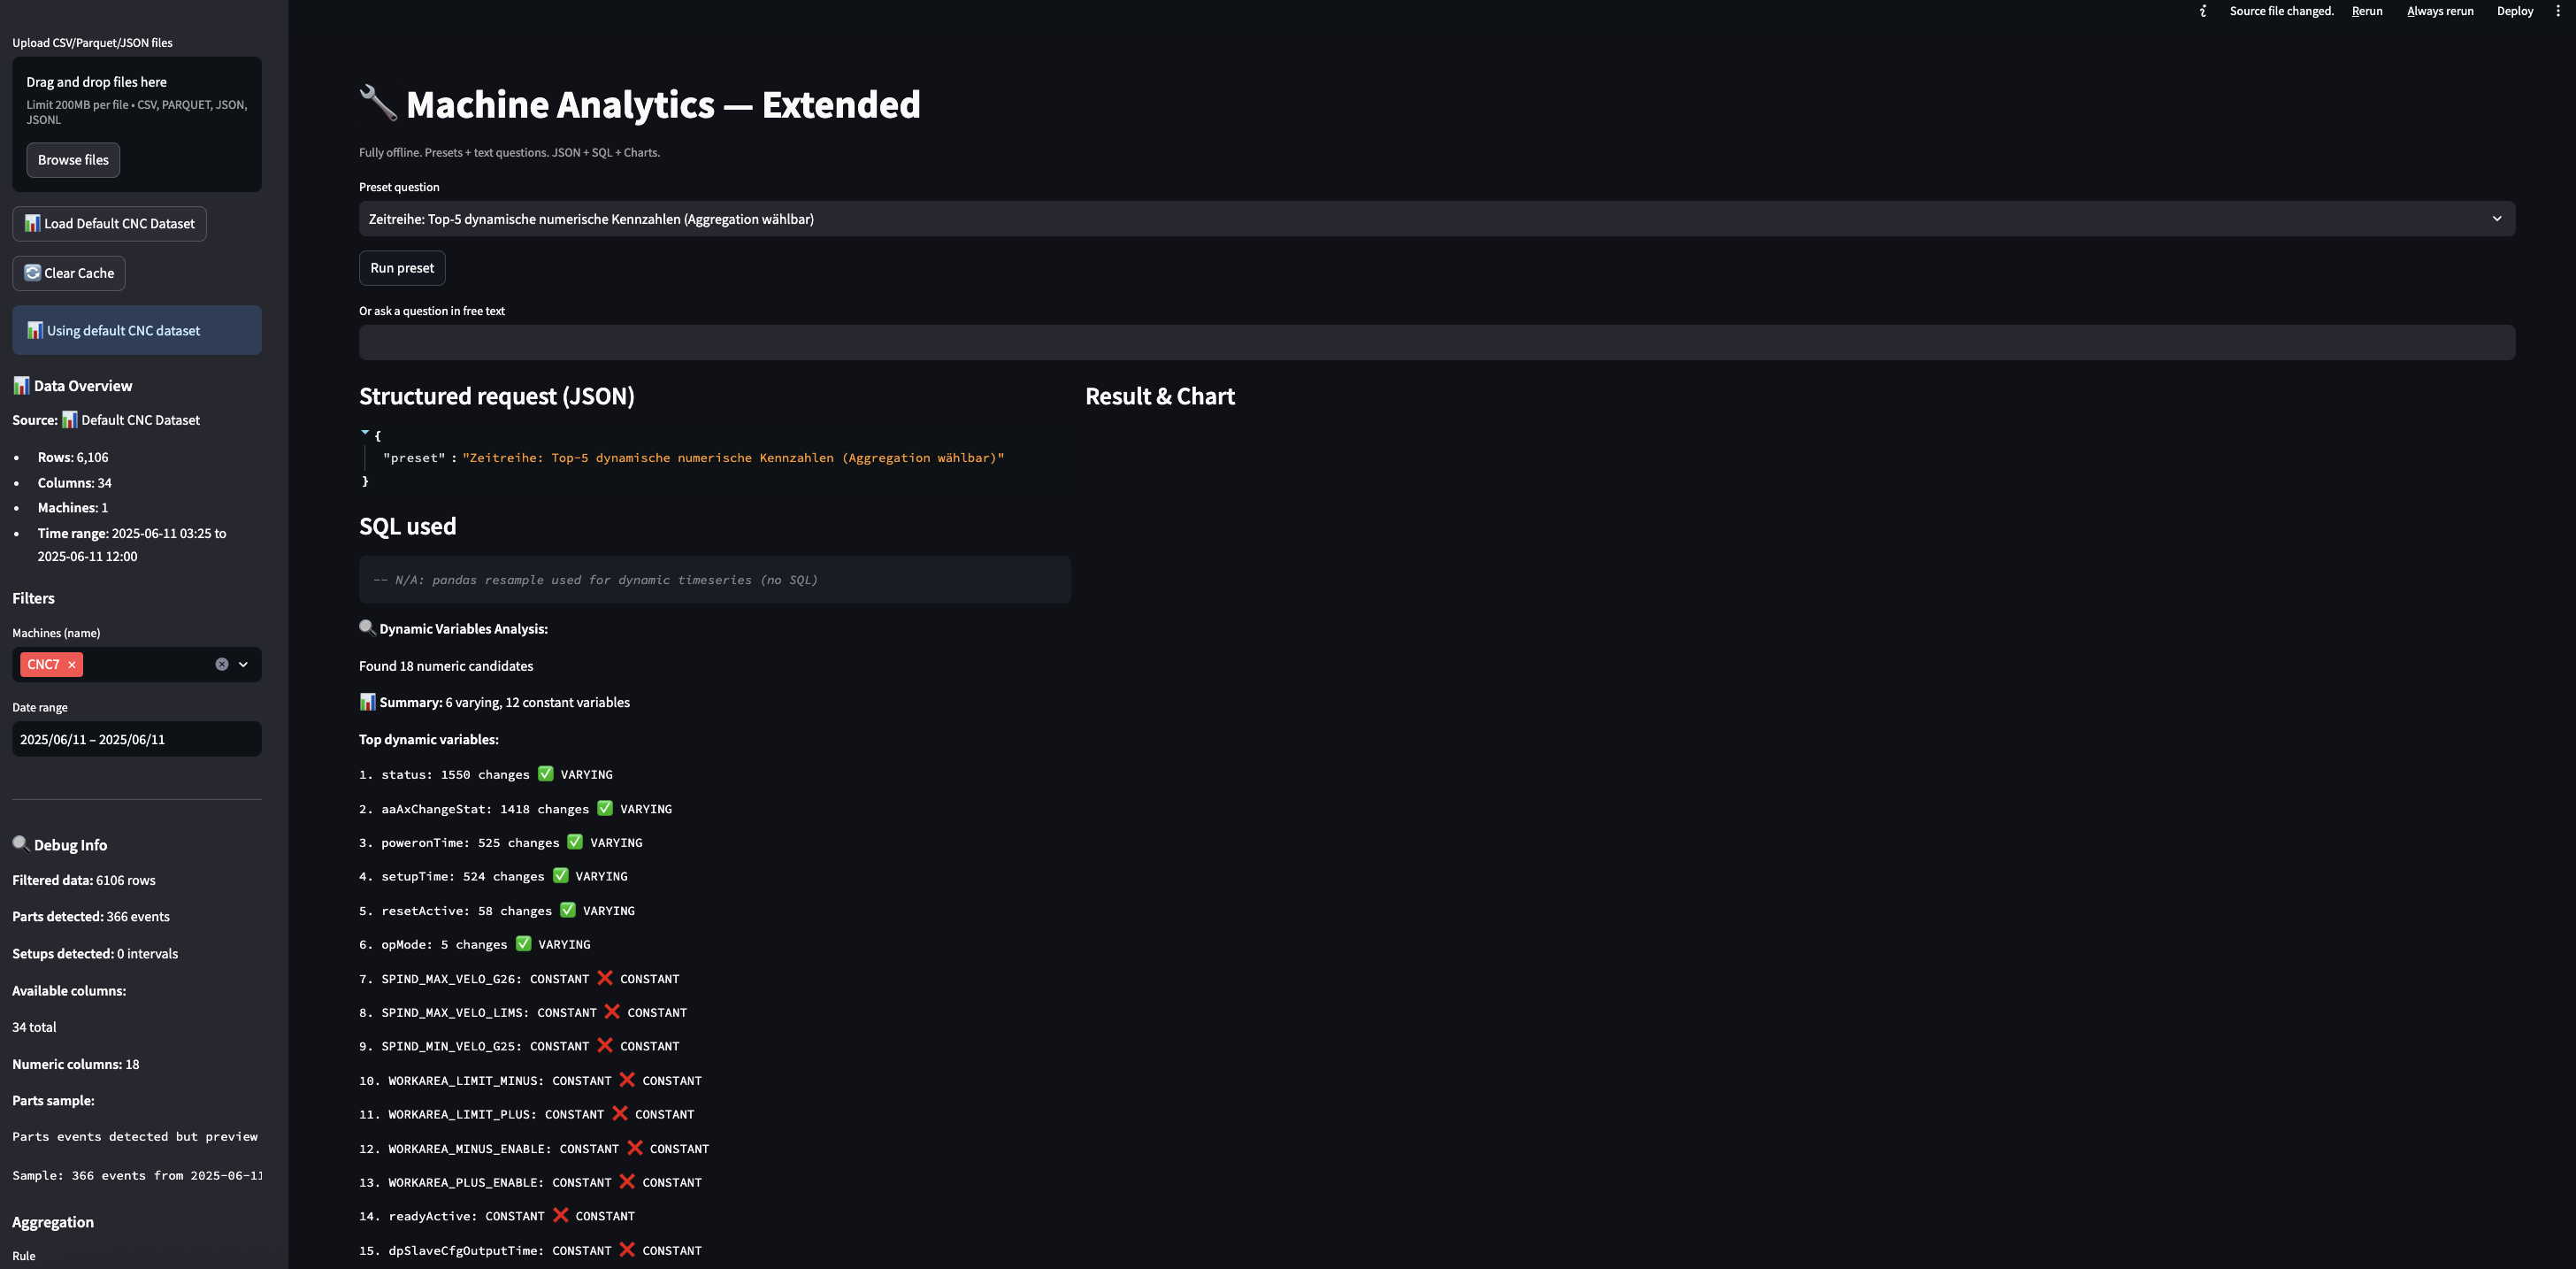 Source file changed. Rerun Always rerun Deploy
Upload CSV/Parquet/JSON files
Drag and drop files here
Limit 200MB per file • CSV, PARQUET, JSON,
JSONL
Browse files
Load Default CNC Dataset
Clear Cache
Using default CNC dataset
Data Overview
Source: Default CNC Dataset
• Rows: 6,106
• Columns: 34
• Machines: 1
• Time range: 2025-06-11 03:25 to
2025-06-11 12:00
Filters
Machines (name)
CNC7 ×
Date range
2025/06/11 – 2025/06/11
Debug Info
Filtered data: 6106 rows
Parts detected: 366 events
Setups detected: 0 intervals
Available columns:
34 total
Numeric columns: 18
Parts sample:
Parts events detected but preview
Sample: 366 events from 2025-06-11
Aggregation
Rule
Machine Analytics — Extended
Fully offline. Presets + text questions. JSON + SQL + Charts.
Preset question
Zeitreihe: Top-5 dynamische numerische Kennzahlen (Aggregation wählbar)
Run preset
Or ask a question in free text
Structured request (JSON)
{
"preset" : "Zeitreihe: Top-5 dynamische numerische Kennzahlen (Aggregation wählbar)"
}
SQL used
-- N/A: pandas resample used for dynamic timeseries (no SQL)
Dynamic Variables Analysis:
Found 18 numeric candidates
Summary: 6 varying, 12 constant variables
Top dynamic variables:
1. status: 1550 changes ✅ VARYING
2. aaAxChangeStat: 1418 changes ✅ VARYING
3. poweronTime: 525 changes ✅ VARYING
4. setupTime: 524 changes ✅ VARYING
5. resetActive: 58 changes ✅ VARYING
6. opMode: 5 changes ✅ VARYING
7. SPIND_MAX_VELO_G26: CONSTANT ❌ CONSTANT
8. SPIND_MAX_VELO_LIMS: CONSTANT ❌ CONSTANT
9. SPIND_MIN_VELO_G25: CONSTANT ❌ CONSTANT
10. WORKAREA_LIMIT_MINUS: CONSTANT ❌ CONSTANT
11. WORKAREA_LIMIT_PLUS: CONSTANT ❌ CONSTANT
12. WORKAREA_MINUS_ENABLE: CONSTANT ❌ CONSTANT
13. WORKAREA_PLUS_ENABLE: CONSTANT ❌ CONSTANT
14. readyActive: CONSTANT ❌ CONSTANT
15. dpSlaveCfgOutputTime: CONSTANT ❌ CONSTANT
Result & Chart